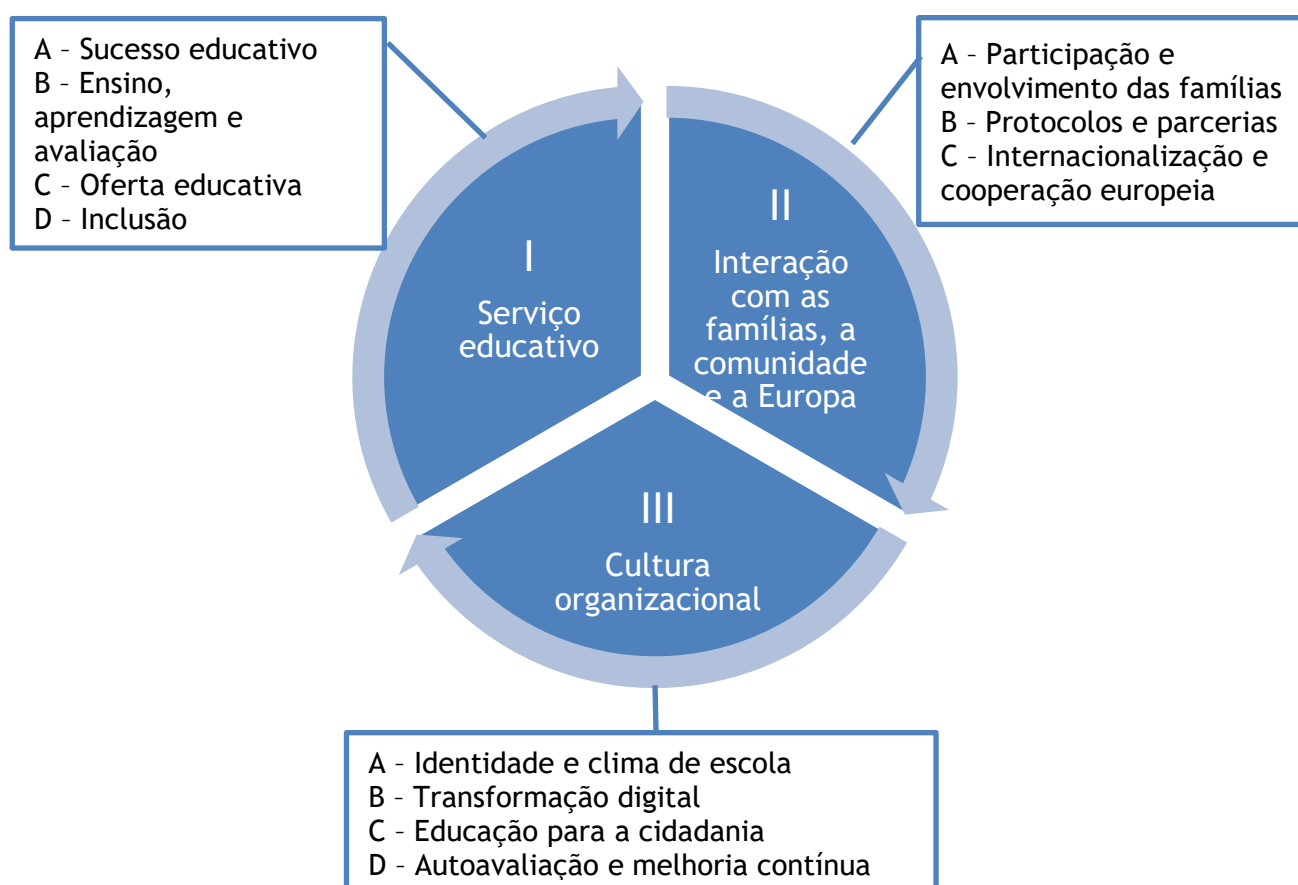 A – Sucesso educativo
B – Ensino,
aprendizagem e
avaliação
C – Oferta educativa
D – Inclusão
A – Participação e
envolvimento das famílias
B – Protocolos e parcerias
C – Internacionalização e
cooperação europeia
I
Serviço
educativo
II
Interação
com as
famílias, a
comunidade
e a Europa
III
Cultura
organizacional
A – Identidade e clima de escola
B – Transformação digital
C – Educação para a cidadania
D – Autoavaliação e melhoria contínua